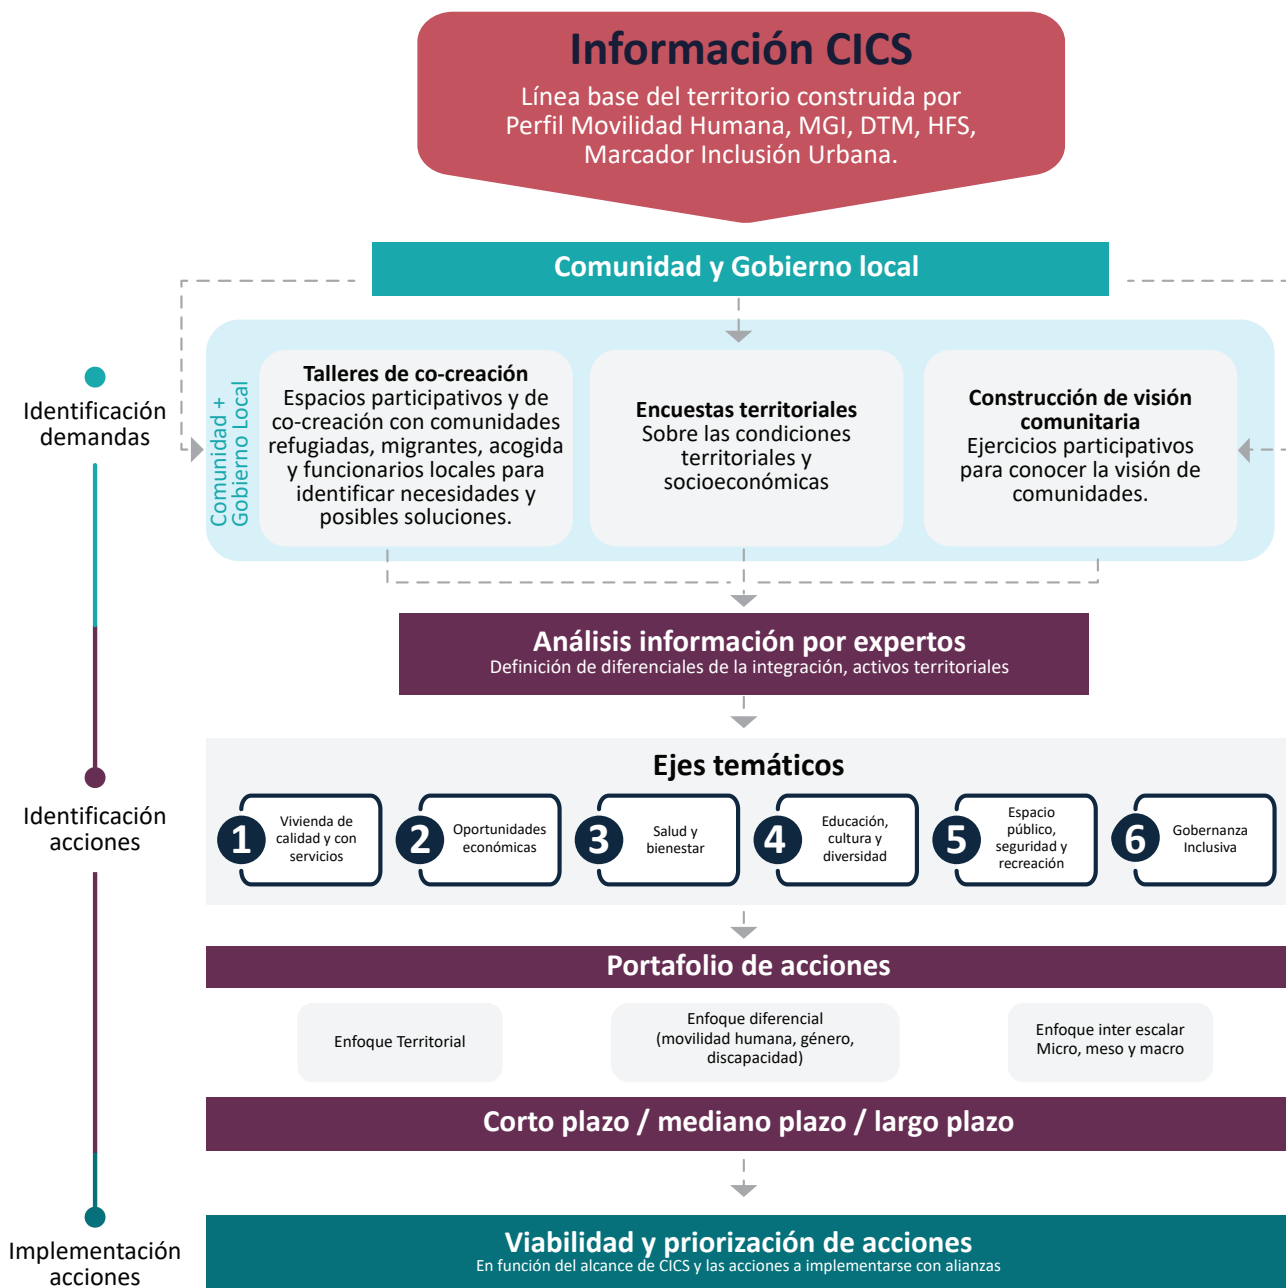 Información CICS
Línea base del territorio construida por
Perfil Movilidad Humana, MGI, DTM, HFS,
Marcador Inclusión Urbana.
Comunidad y Gobierno local
Identificación
demandas
Comunidad +
Gobierno Local
Talleres de co-creación
Espacios participativos y de
co-creación con comunidades
refugiadas, migrantes, acogida
y funcionarios locales para
identificar necesidades y
posibles soluciones.
Encuestas territoriales
Sobre las condiciones
territoriales y
socioeconómicas
Construcción de visión
comunitaria
Ejercicios participativos
para conocer la visión de
comunidades.
Análisis información por expertos
Definición de diferenciales de la integración, activos territoriales
Identificación
acciones
Ejes temáticos
1
Vivienda de
calidad y con
servicios
2
Oportunidades
económicas
3
Salud y
bienestar
4
Educación,
cultura y
diversidad
5
Espacio
público,
seguridad y
recreación
6
Gobernanza
Inclusiva
Portafolio de acciones
Enfoque Territorial
Enfoque diferencial
(movilidad humana, género,
discapacidad)
Enfoque inter escalar
Micro, meso y macro
Corto plazo / mediano plazo / largo plazo
Implementación
acciones
Viabilidad y priorización de acciones
En función del alcance de CICS y las acciones a implementarse con alianzas